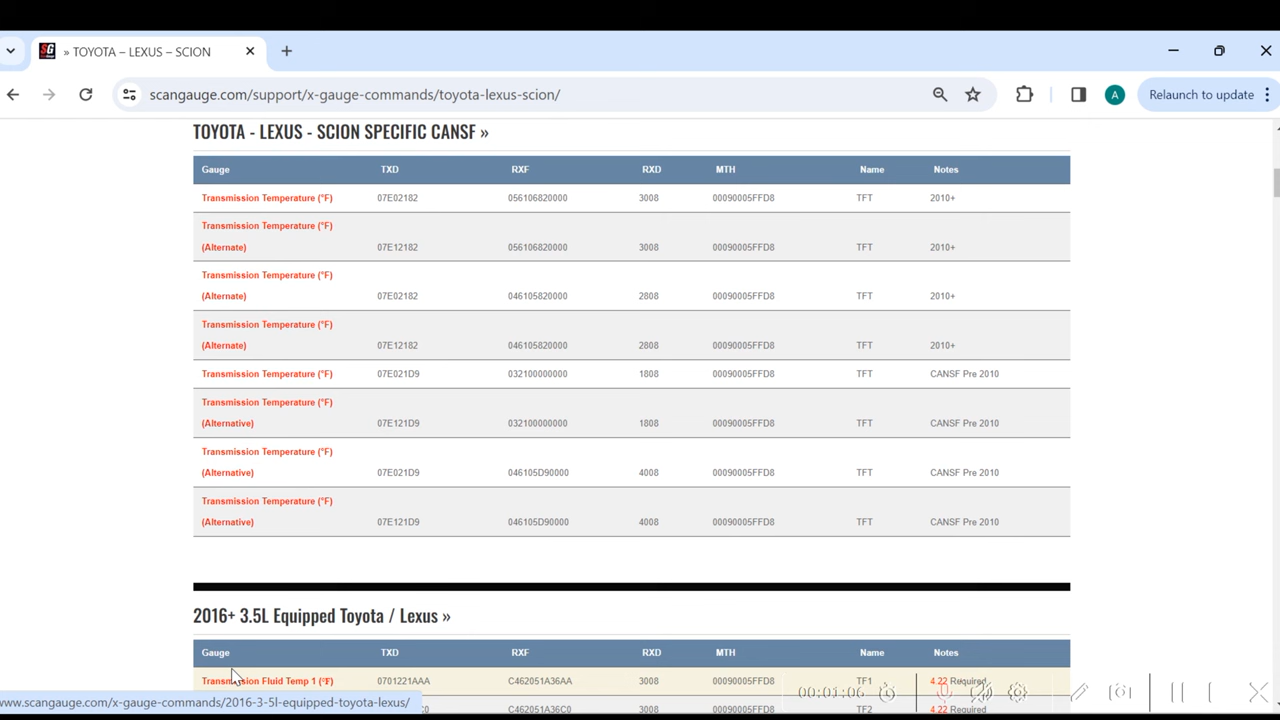 SG » TOYOTA – LEXUS – SCION
scangauge.com/support/x-gauge-commands/toyota-lexus-scion/ A Relaunch to update
TOYOTA - LEXUS - SCION SPECIFIC CANSF »
Gauge TXD RXF RXD MTH Name Notes
Transmission Temperature (°F) 07E02182 056106820000 3008 00090005FFD8 TFT 2010+
Transmission Temperature (°F)
(Alternate) 07E12182 056106820000 3008 00090005FFD8 TFT 2010+
Transmission Temperature (°F)
(Alternate) 07E02182 046105820000 2808 00090005FFD8 TFT 2010+
Transmission Temperature (°F)
(Alternate) 07E12182 046105820000 2808 00090005FFD8 TFT 2010+
Transmission Temperature (°F) 07E021D9 032100000000 1808 00090005FFD8 TFT CANSF Pre 2010
Transmission Temperature (°F)
(Alternative) 07E121D9 032100000000 1808 00090005FFD8 TFT CANSF Pre 2010
Transmission Temperature (°F)
(Alternative) 07E021D9 046105D90000 4008 00090005FFD8 TFT CANSF Pre 2010
Transmission Temperature (°F)
(Alternative) 07E121D9 046105D90000 4008 00090005FFD8 TFT CANSF Pre 2010
2016+ 3.5L Equipped Toyota / Lexus »
Gauge TXD RXF RXD MTH Name Notes
Transmission Fluid Temp 1 (°F) 0701221AAA C462051A36AA 3008 TF1 4.22 Required
www.scangauge.com/x-gauge-commands/2016-3-5l-equipped-toyota-lexus/ C0 C462051A36C0 3008 TF2 4.22 Required
00:01:06